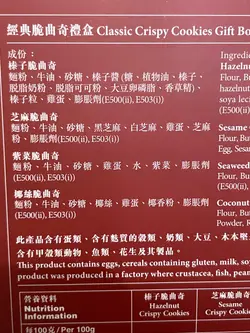 經典脆曲奇禮盒 Classic Crispy Cookies Gift Bo
成份：
榛子脆曲奇
麵粉、牛油、砂糖、榛子醬(糖、植物油、榛子、
脫脂奶粉、脫脂可可粉、大豆卵磷脂、香草精)、
榛子粒、雞蛋、膨脹劑(E500(ii), E503(i))
芝麻脆曲奇
麵粉、牛油、砂糖、黑芝麻、白芝麻、雞蛋、芝麻
粉、膨脹劑(E500(ii), E503(i))
紫菜脆曲奇
麵粉、牛油、砂糖、雞蛋、水、紫菜、膨脹劑
(E500(ii), E503(i))
椰絲脆曲奇
麵粉、牛油、砂糖、椰絲、雞蛋、椰香粉、膨脹劑
(E500(ii), E503(i))
Ingredie
Hazelnut
Flour, Bu
hazelnut
soya leci
Sesame
Flour, Bu
Egg, Sesa
Seaweed
Flour, Bu
Coconut
Powder, R
此產品含有蛋類、含有麩質的穀類、奶類、大豆、木本堅
含有甲殼類動物、魚類、花生及其製品。
This product contains eggs, cereals containing gluten, milk, soy
product was produced in a factory where crustacea, fish, pean
營養資料
Nutrition
Information
榛子脆曲奇
Hazelnut
Crispy Cookies
芝麻脆曲奇
Sesame
Crispy Cookies
每100克/Per 100g